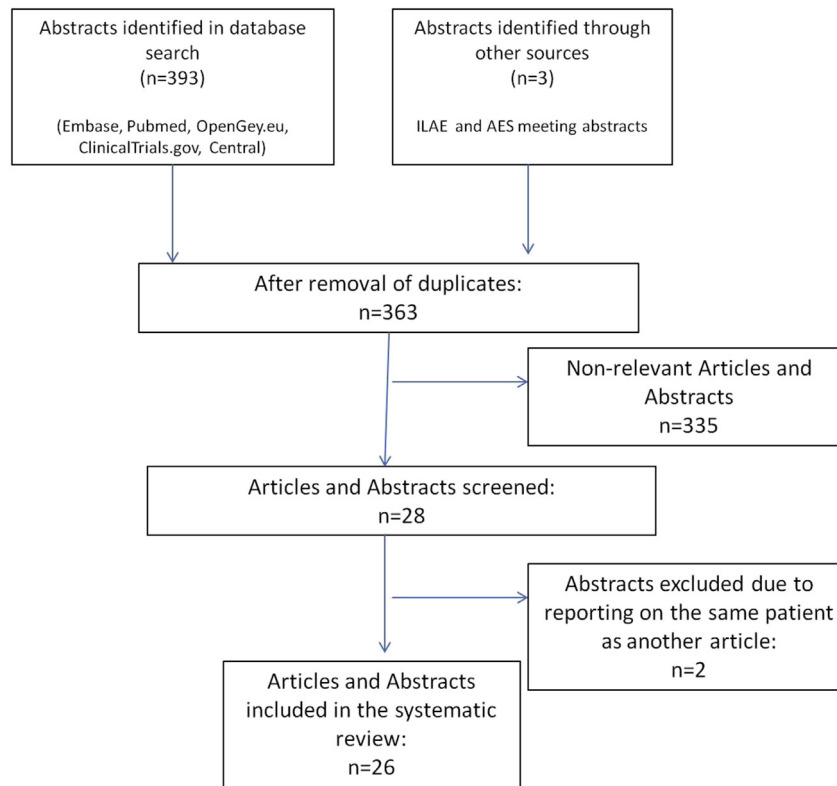 Abstracts identified in database
search
(n=393)
(Embase, Pubmed, OpenGey.eu,
ClinicalTrials.gov, Central)
Abstracts identified through
other sources
(n=3)
ILAE and AES meeting abstracts
After removal of duplicates:
n=363
Non-relevant Articles and
Abstracts
n=335
Articles and Abstracts screened:
n=28
Abstracts excluded due to
reporting on the same patient
as another article:
n=2
Articles and Abstracts
included in the systematic
review:
n=26